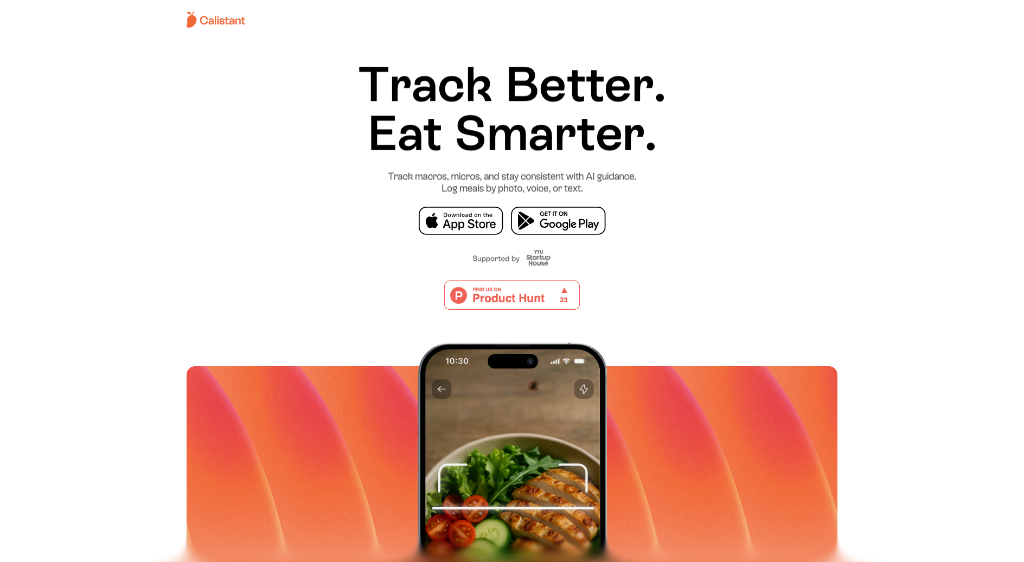 Calistant
Track Better.
Eat Smarter.
Track macros, micros, and stay consistent with AI guidance.
Log meals by photo, voice, or text.
Download on the
App Store
GET IT ON
Google Play
Supported by
YTU
Startup
House
P
FIND US ON
Product Hunt
23
10:30